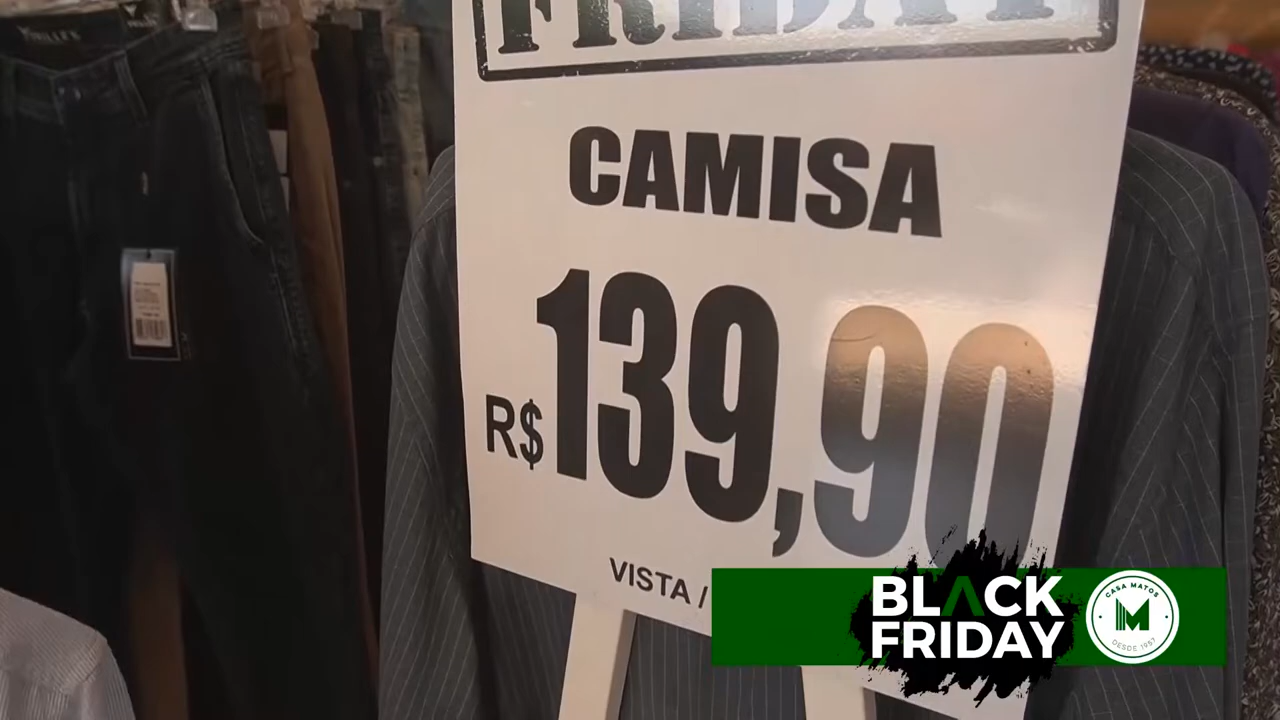 FRIDAY
CAMISA
R$139,90
VISTA /
BLACK
FRIDAY
CASA MATOS
M
DESDE 1957